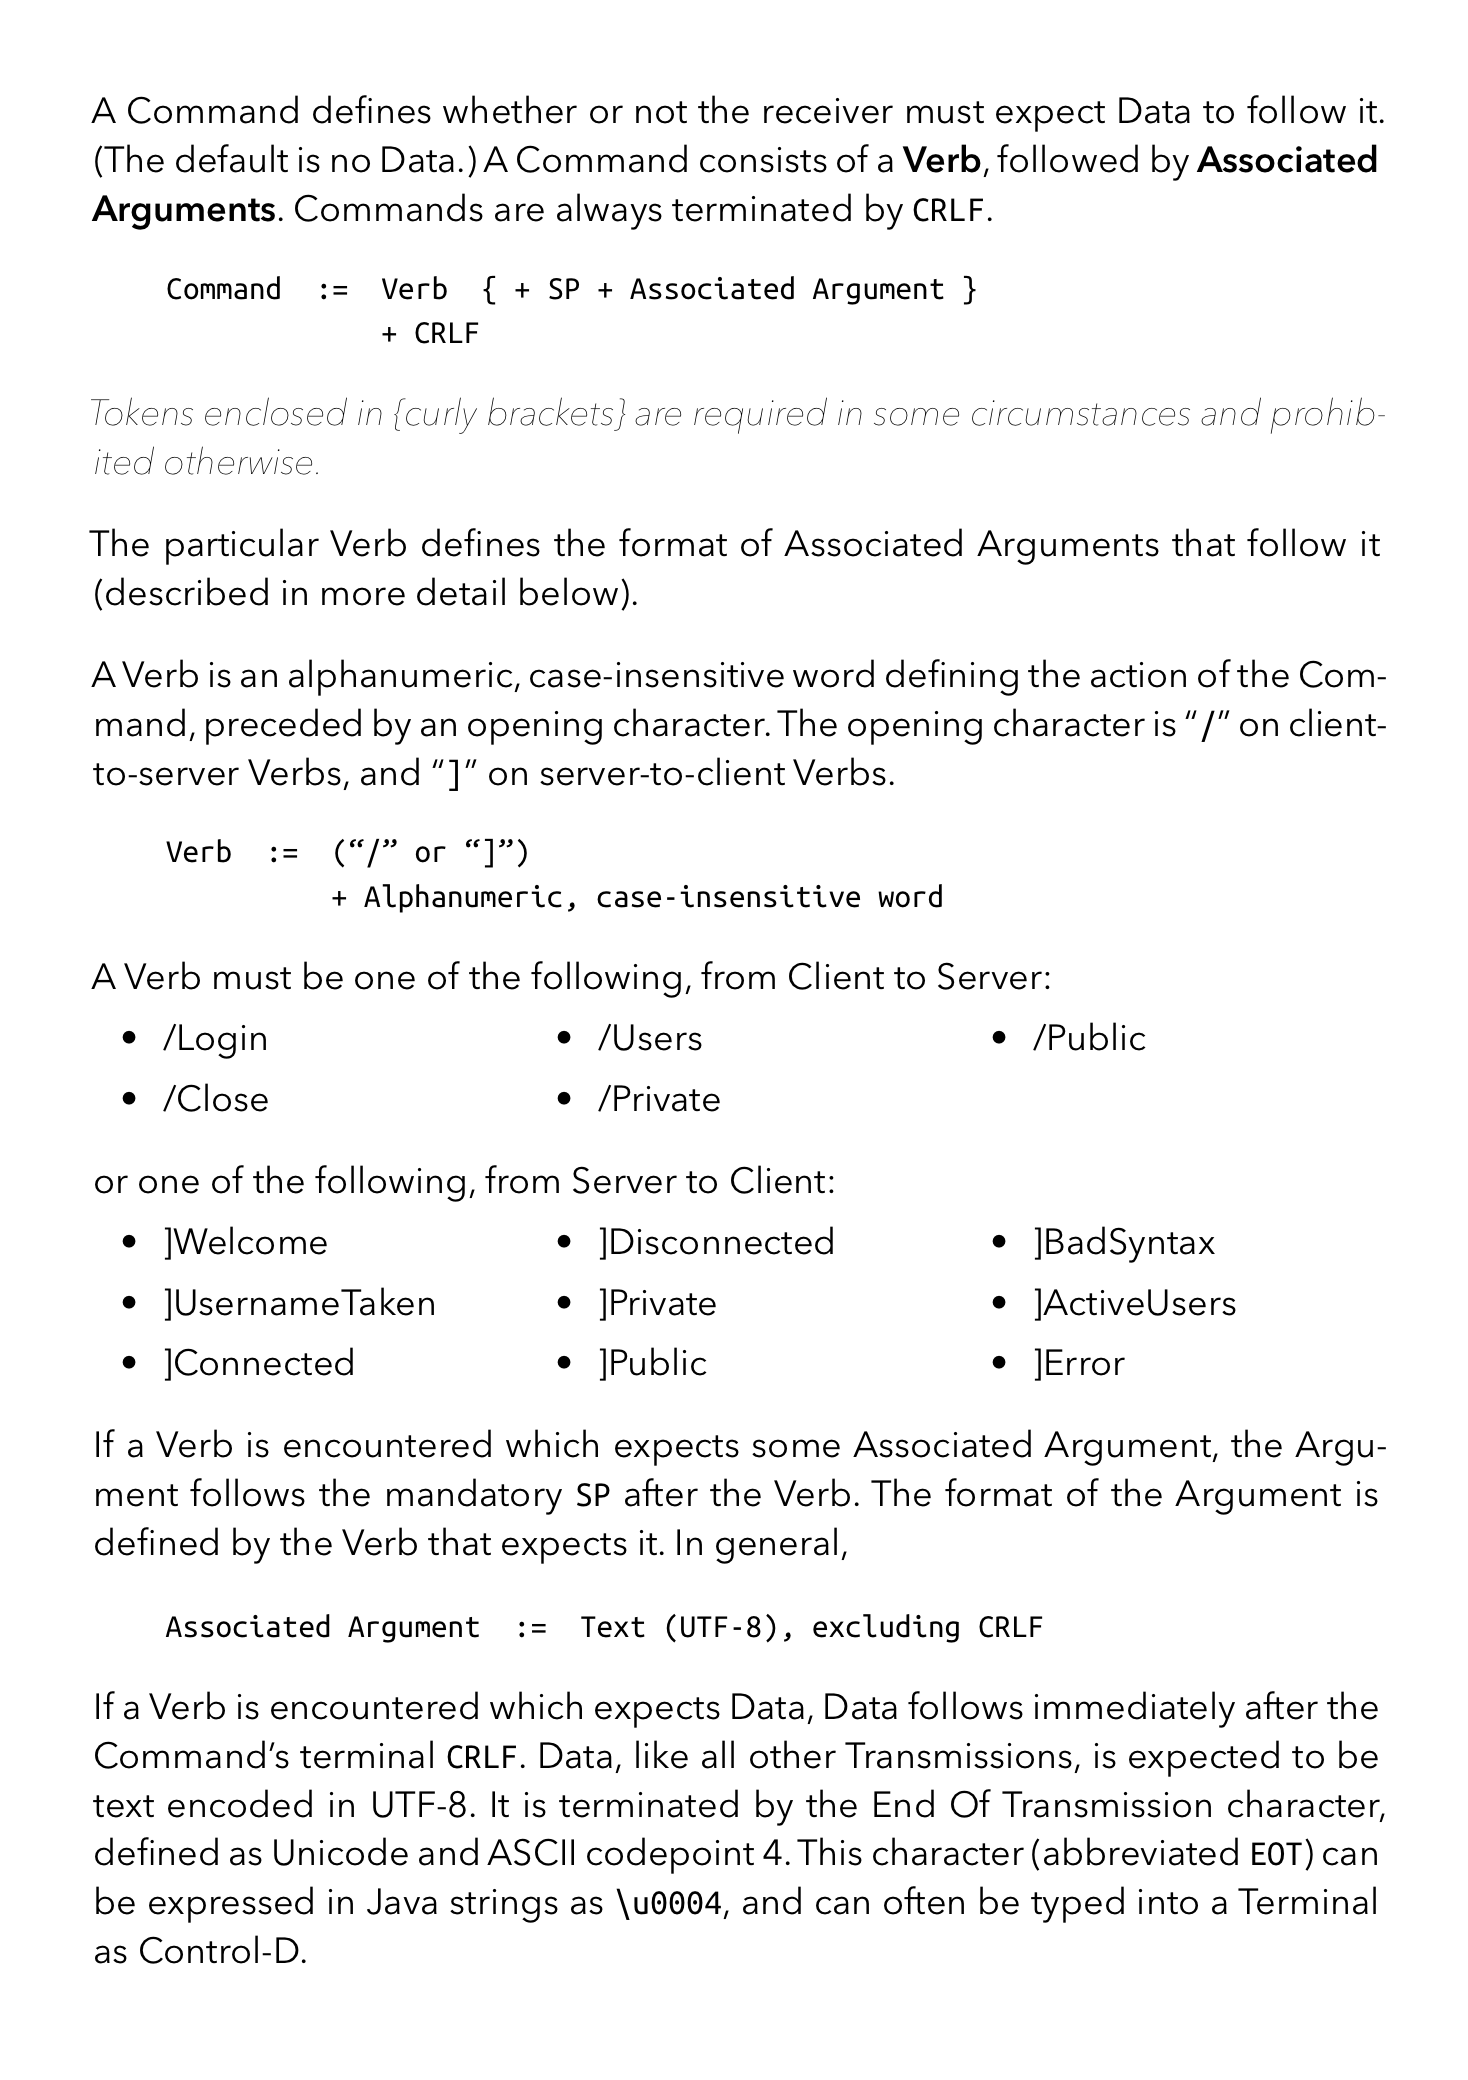 A Command defines whether or not the receiver must expect Data to follow it.
(The default is no Data.) A Command consists of a Verb, followed by Associated
Arguments. Commands are always terminated by CRLF.
Command := Verb { + SP + Associated Argument }
+ CRLF
Tokens enclosed in {curly brackets} are required in some circumstances and prohib-
ited otherwise.
The particular Verb defines the format of Associated Arguments that follow it
(described in more detail below).
A Verb is an alphanumeric, case-insensitive word defining the action of the Com-
mand, preceded by an opening character. The opening character is “/” on client-
to-server Verbs, and “]” on server-to-client Verbs.
Verb := (“/” or “]”)
+ Alphanumeric, case-insensitive word
A Verb must be one of the following, from Client to Server:
• /Login • /Users • /Public
• /Close • /Private
or one of the following, from Server to Client:
• ]Welcome • ]Disconnected • ]BadSyntax
• ]UsernameTaken • ]Private • ]ActiveUsers
• ]Connected • ]Public • ]Error
If a Verb is encountered which expects some Associated Argument, the Argu-
ment follows the mandatory SP after the Verb. The format of the Argument is
defined by the Verb that expects it. In general,
Associated Argument := Text (UTF-8), excluding CRLF
If a Verb is encountered which expects Data, Data follows immediately after the
Command’s terminal CRLF. Data, like all other Transmissions, is expected to be
text encoded in UTF-8. It is terminated by the End Of Transmission character,
defined as Unicode and ASCII codepoint 4. This character (abbreviated EOT) can
be expressed in Java strings as \u0004, and can often be typed into a Terminal
as Control-D.